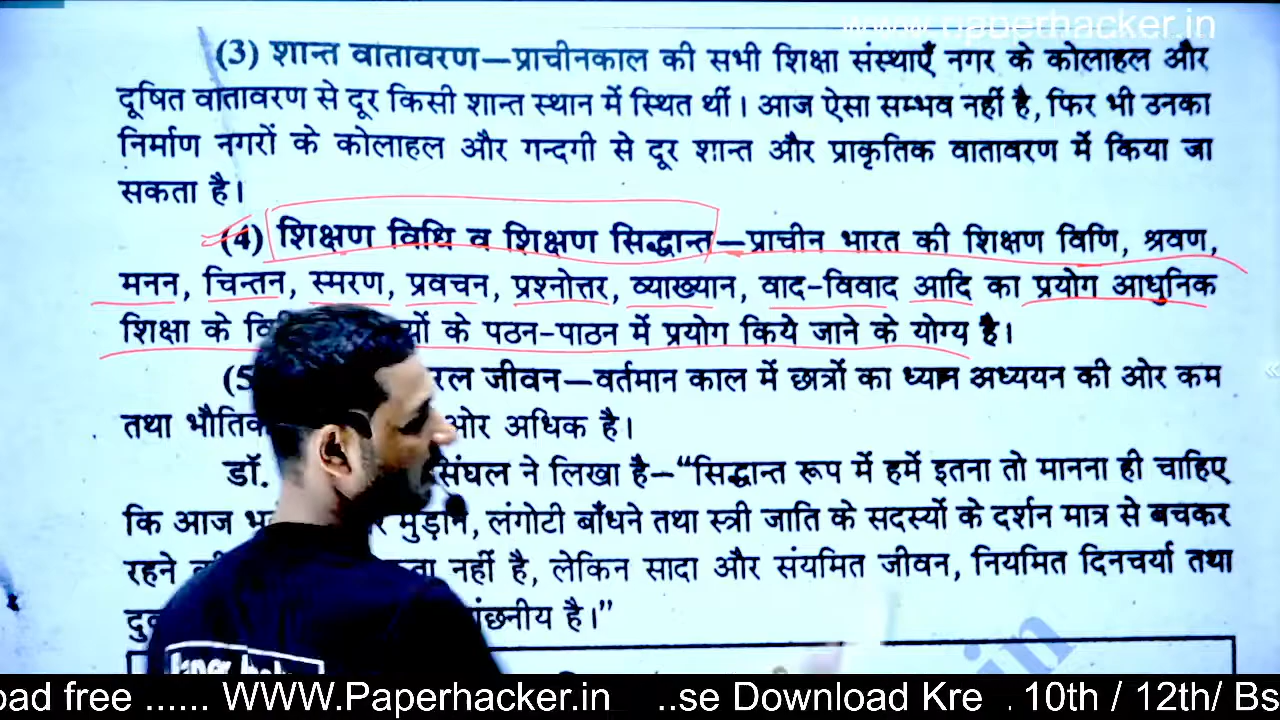 www.npaperhacker.in
(3) शान्त वातावरण—प्राचीनकाल की सभी शिक्षा संस्थाएँ नगर के कोलाहल और
दूषित वातावरण से दूर किसी शान्त स्थान में स्थित थीं। आज ऐसा सम्भव नहीं है, फिर भी उनका
निर्माण नगरों के कोलाहल और गन्दगी से दूर शान्त और प्राकृतिक वातावरण में किया जा
सकता है।
(4) शिक्षण विधि व शिक्षण सिद्धान्त—प्राचीन भारत की शिक्षण विणि, श्रवण,
मनन, चिन्तन, स्मरण, प्रवचन, प्रश्नोत्तर, व्याख्यान, वाद-विवाद आदि का प्रयोग आधुनिक
शिक्षा के के पठन-पाठन में प्रयोग किये जाने के योग्य है।
(5 जीवन—वर्तमान काल में छात्रों का ध्यान अध्ययन की ओर कम
तथा ओर अधिक है।
डॉ. ने लिखा है—“सिद्धान्त रूप में हमें इतना तो मानना ही चाहिए
कि आज मुड़ाने, लंगोटी बाँधने तथा स्त्री जाति के सदस्यों के दर्शन मात्र से बचकर
रहने नहीं है, लेकिन सादा और संयमित जीवन, नियमित दिनचर्या तथा
है।”
in
oad free ...... WWW.Paperhacker.in ..se Download Kre . 10th / 12th/ Bs